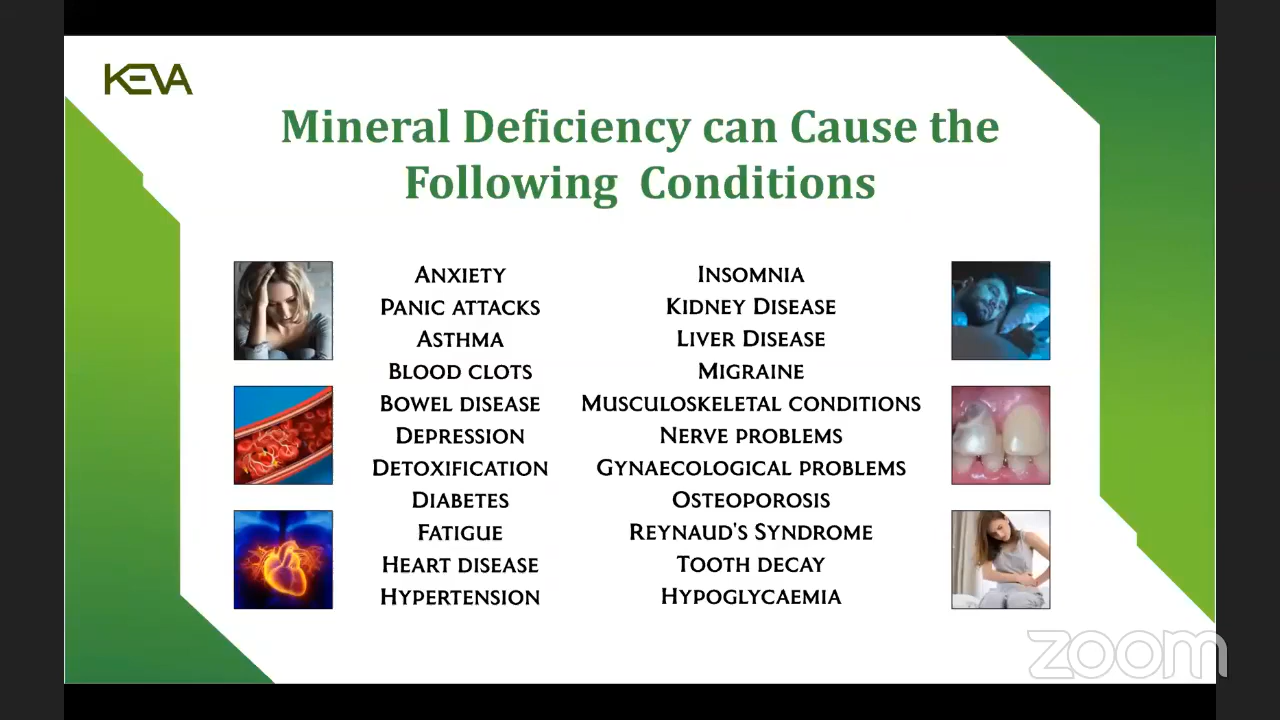 KEVA
Mineral Deficiency can Cause the
Following Conditions
ANXIETY
PANIC ATTACKS
ASTHMA
BLOOD CLOTS
BOWEL DISEASE
DEPRESSION
DETOXIFICATION
DIABETES
FATIGUE
HEART DISEASE
HYPERTENSION
INSOMNIA
KIDNEY DISEASE
LIVER DISEASE
MIGRAINE
MUSCULOSKELETAL CONDITIONS
NERVE PROBLEMS
GYNAECOLOGICAL PROBLEMS
OSTEOPOROSIS
REYNAUD'S SYNDROME
TOOTH DECAY
HYPOGLYCAEMIA
zoom